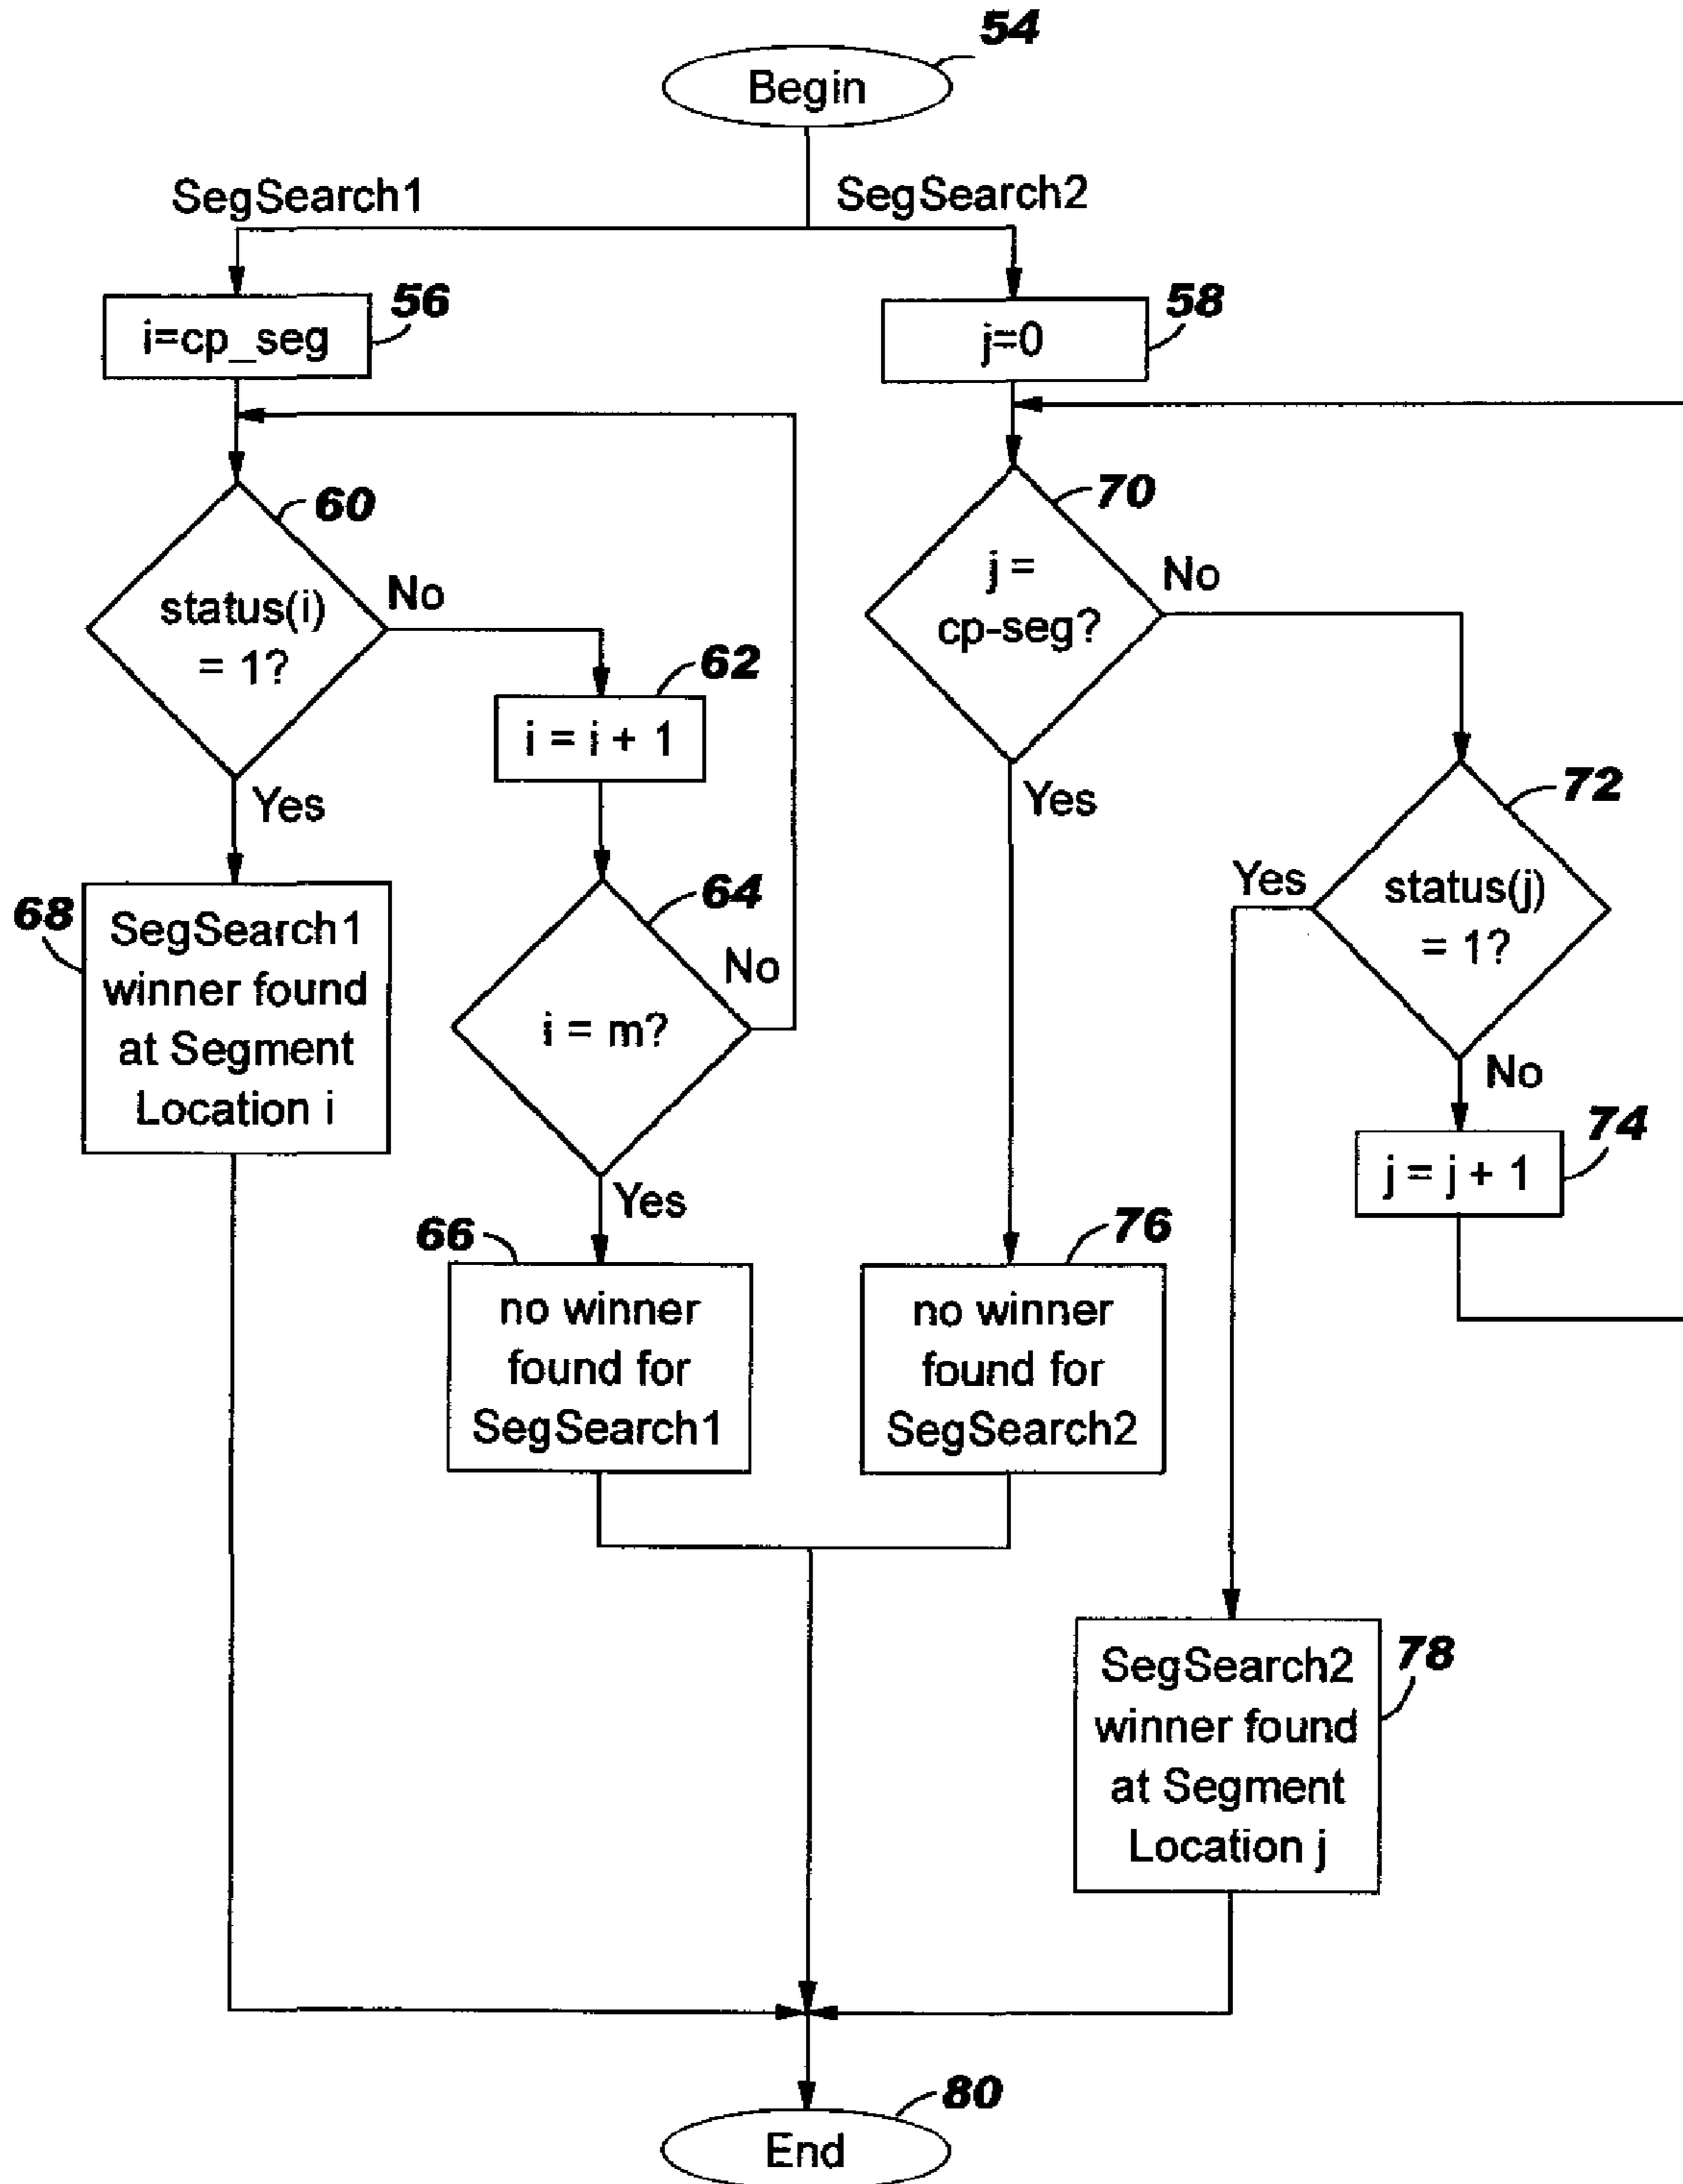 54
Begin
SegSearch1
SegSearch2
56
i=cp_seg
58
j=0
60
status(i)
= 1?
No
Yes
62
i = i + 1
64
i = m?
No
Yes
68
SegSearch1
winner found
at Segment
Location i
66
no winner
found for
SegSearch1
70
j =
cp-seg?
No
Yes
72
status(j)
= 1?
Yes
No
74
j = j + 1
76
no winner
found for
SegSearch2
78
SegSearch2
winner found
at Segment
Location j
80
End